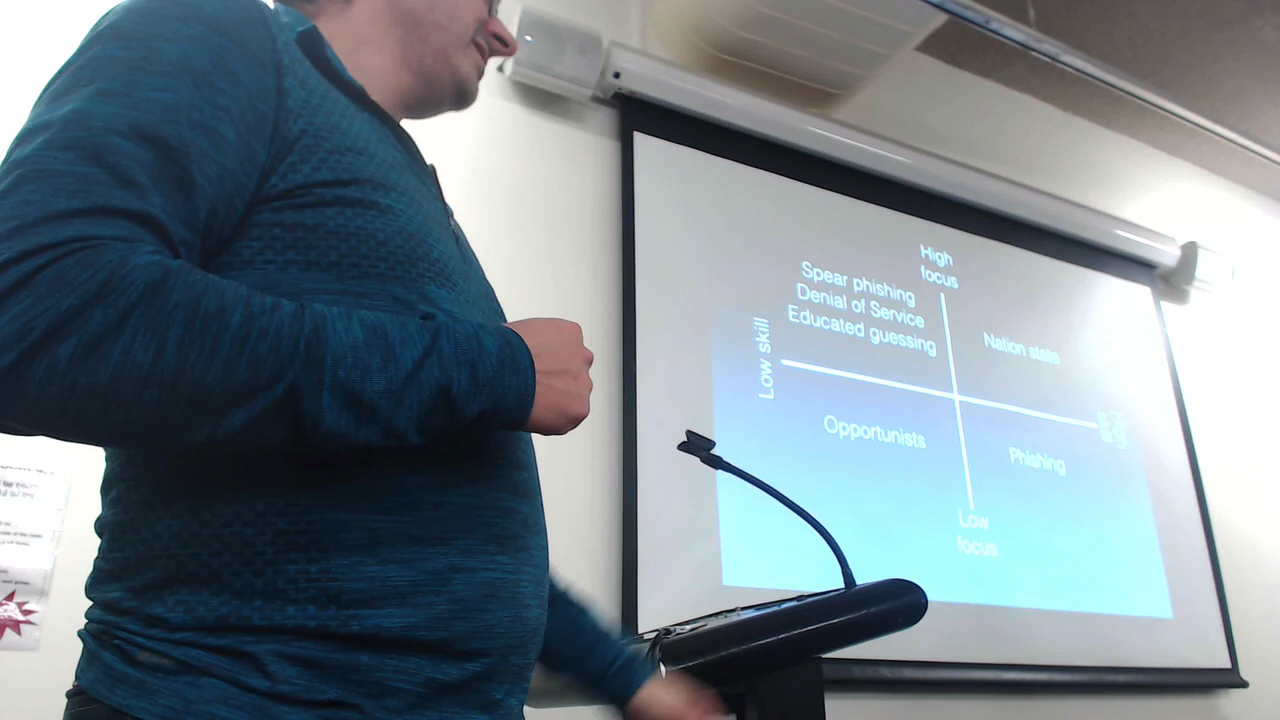 High
focus
Spear phishing
Denial of Service
Educated guessing
Nation state
Low skill
Opportunists
Phishing
Low
focus